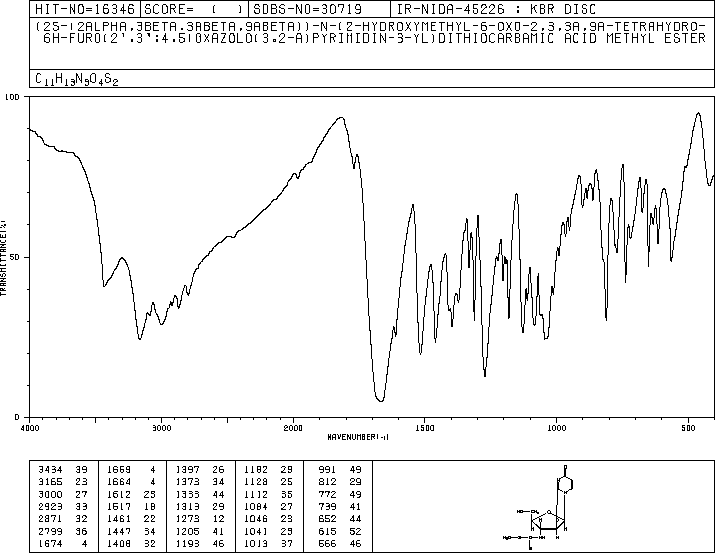 HIT-NO=16346 SCORE= ( ) SDBS-NO=30719 IR-NIDA-45226 : KBR DISC
(2S-(2ALPHA,3BETA,3ABETA,9ABETA))-N-(2-HYDROXYMETHYL-6-OXO-2,3,3A,9A-TETRAHYDRO-
6H-FURO(2',3':4,5)OXAZOLO(3,2-A)PYRIMIDIN-3-YL)DITHIOCARBAMIC ACID METHYL ESTER
C11H13N3O4S2
100
50
0
TRANSMITTANCE(%)
4000 3000 2000 1500 1000 500
WAVENUMBER(-1)
3434 39 1669 4 1397 26 1182 29 991 49
3165 23 1664 4 1373 34 1128 25 812 29
3000 27 1612 25 1333 44 1112 35 772 49
2923 33 1517 18 1313 29 1084 27 739 41
2871 32 1461 22 1273 12 1046 23 652 44
2799 36 1447 34 1205 41 1041 23 615 52
1674 4 1408 32 1193 46 1013 37 566 46